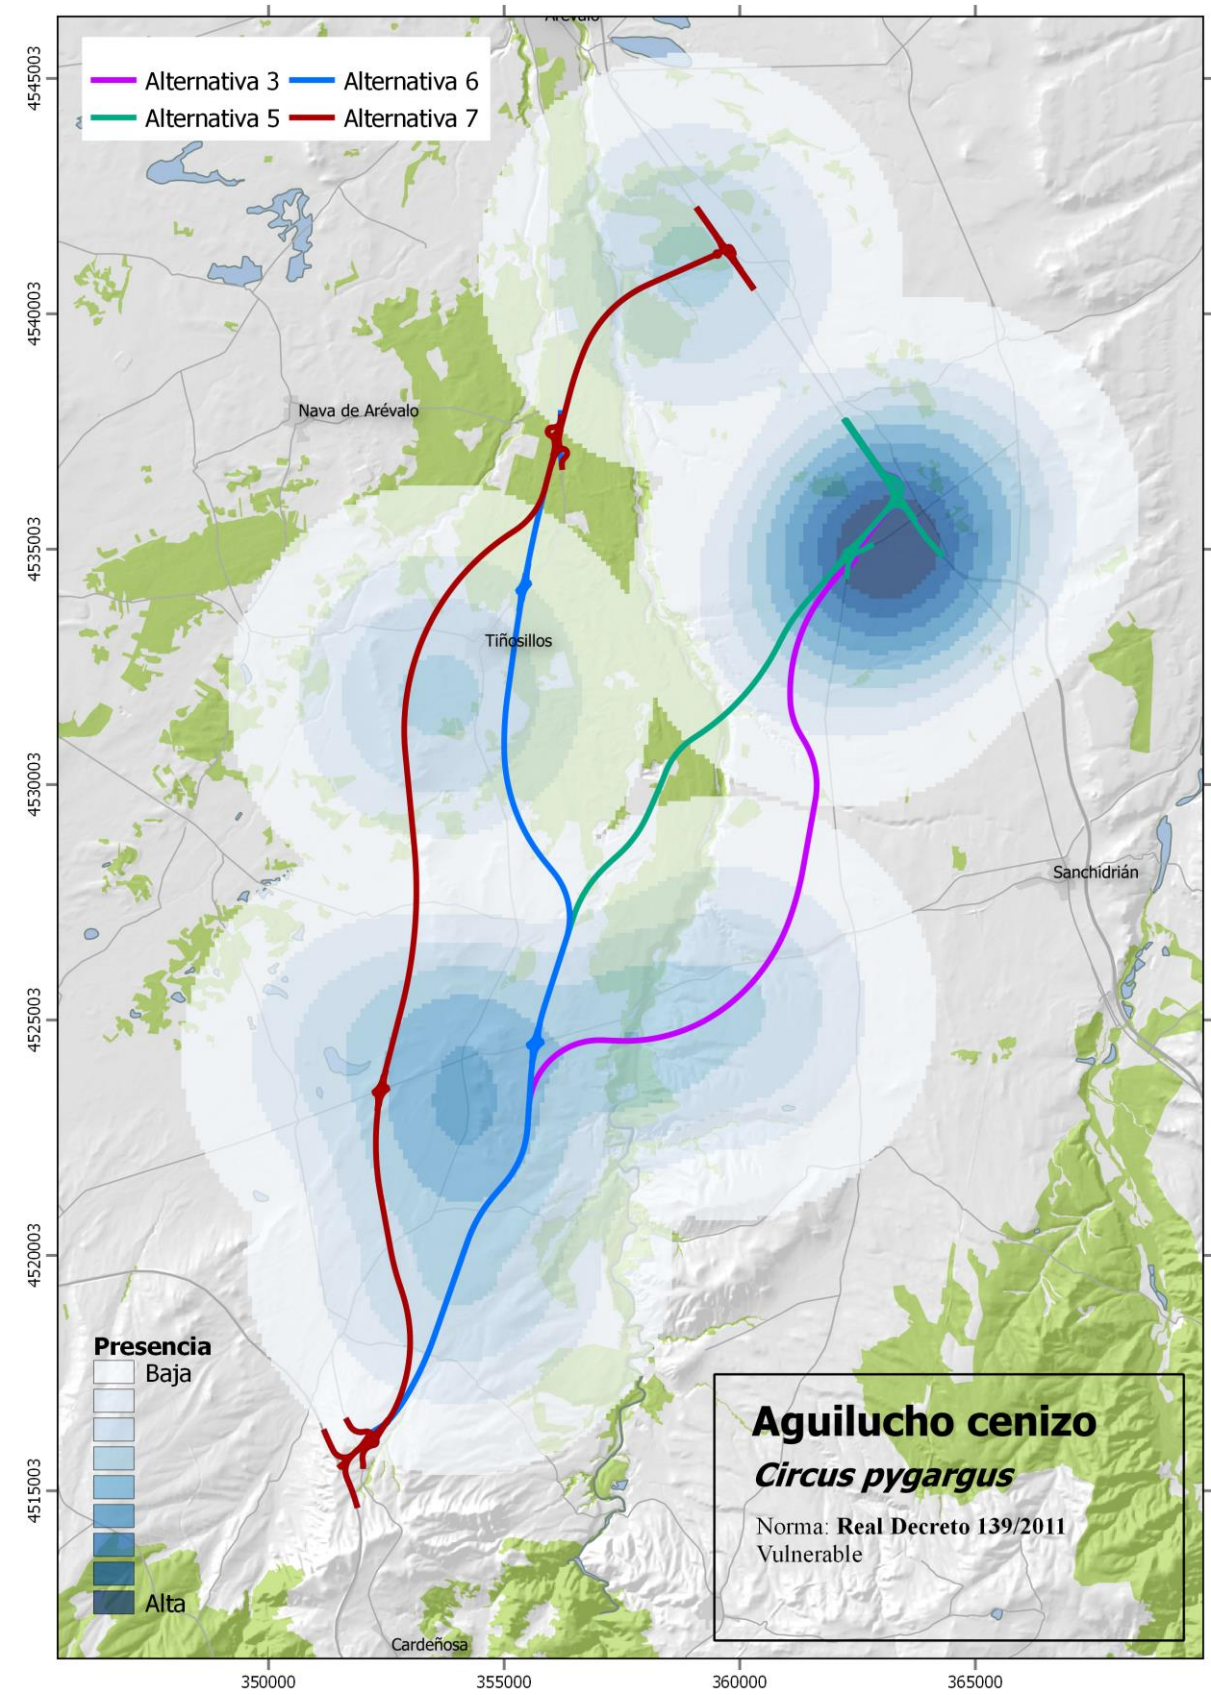 Arévalo
Alternativa 3
Alternativa 6
Alternativa 5
Alternativa 7
4545003
4540003
4535003
4530003
4525003
4520003
4515003
Nava de Arévalo
Tiñosillos
Sanchidrián
Presencia
Baja
Alta
Aguilucho cenizo
Circus pygargus
Norma: Real Decreto 139/2011
Vulnerable
Cardeñosa
350000
355000
360000
365000